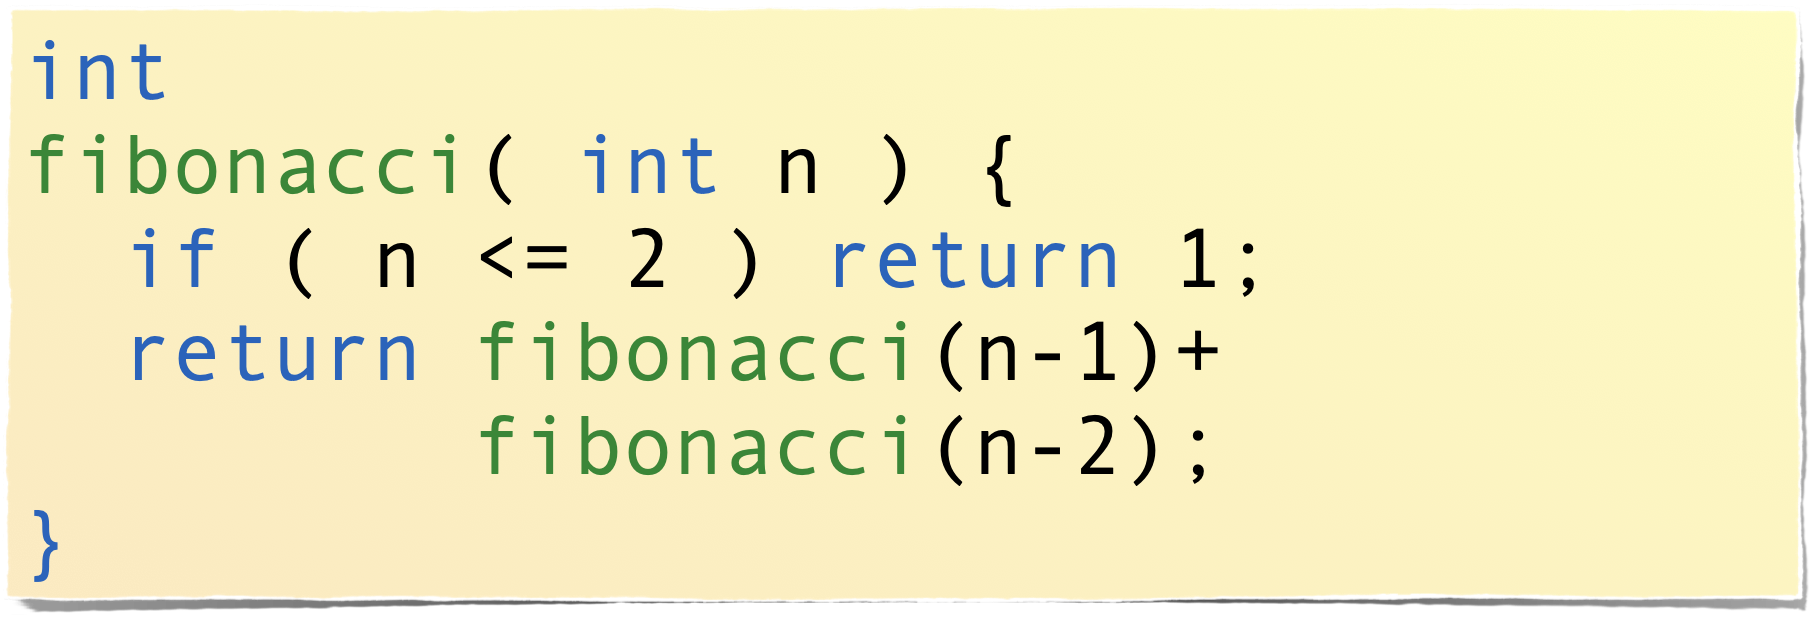 int
fibonacci( int n ) {
  if ( n <= 2 ) return 1;
  return fibonacci(n-1)+
         fibonacci(n-2);
}